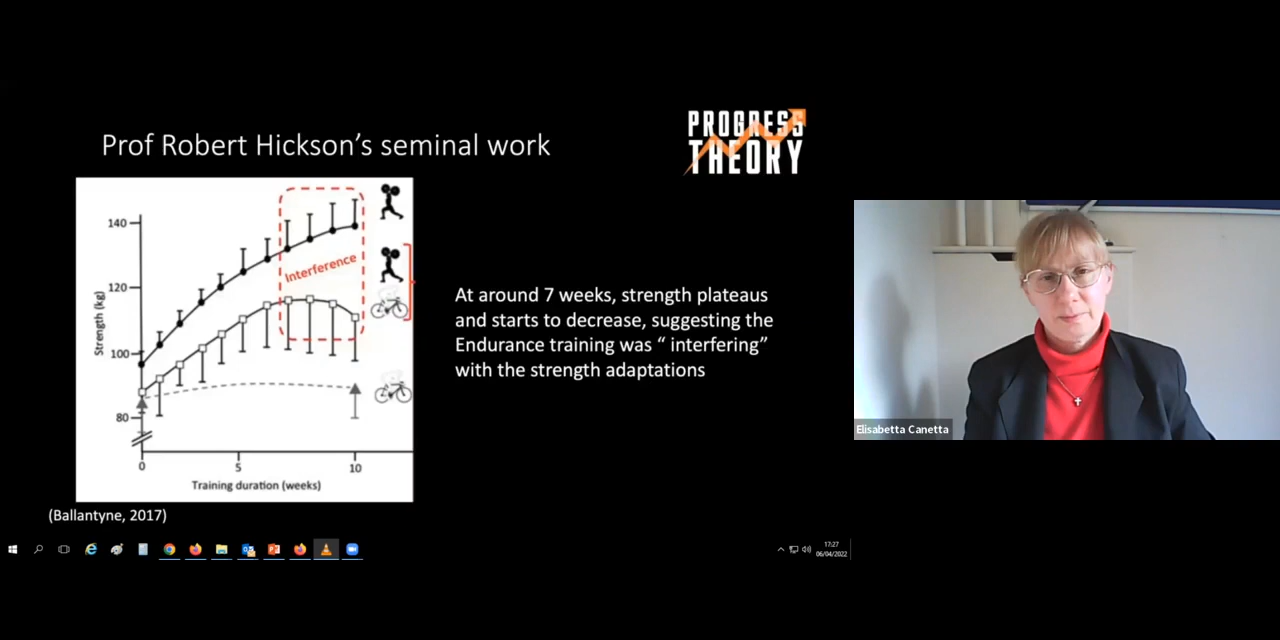 Prof Robert Hickson's seminal work
PROGRESS
THEORY
140
120
100
80
Strength (kg)
Interference
0
5
10
Training duration (weeks)
At around 7 weeks, strength plateaus
and starts to decrease, suggesting the
Endurance training was “ interfering”
with the strength adaptations
(Ballantyne, 2017)
Elisabetta Canetta
17:27
06/04/2022